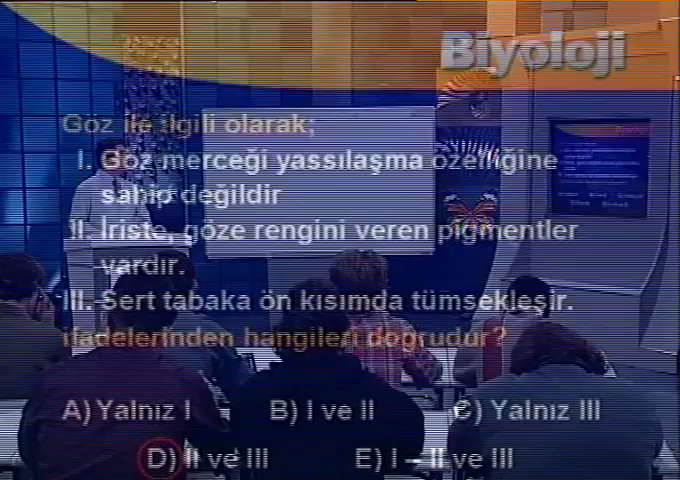 Biyoloji
Göz ile ilgili olarak;
I. Göz merceği yassılaşma özelliğine
sahip değildir
II. İriste, göze rengini veren pigmentler
vardır.
III. Sert tabaka ön kısımda tümsekleşir.
ifadelerinden hangileri doğrudur?
A) Yalnız I B) I ve II C) Yalnız III
D) II ve III E) I – II ve III